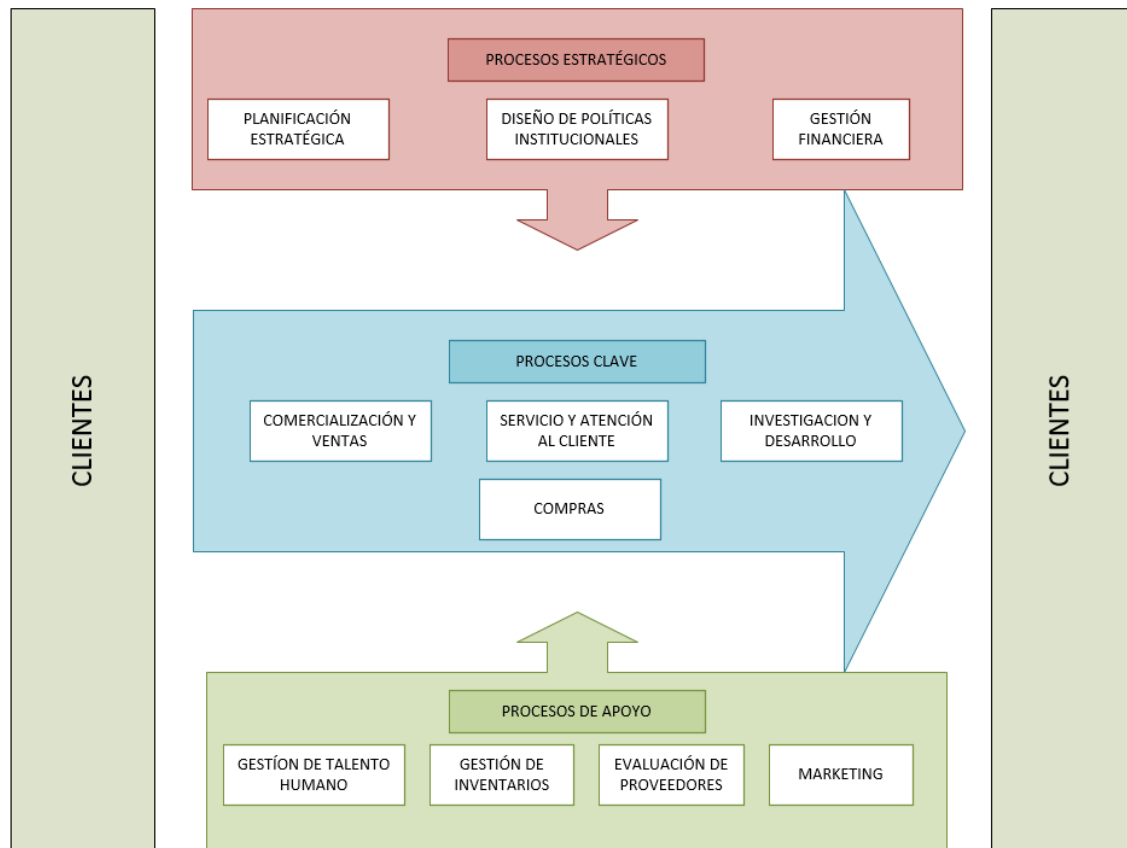 CLIENTES
PROCESOS ESTRATÉGICOS
PLANIFICACIÓN
ESTRATÉGICA
DISEÑO DE POLÍTICAS
INSTITUCIONALES
GESTIÓN
FINANCIERA
PROCESOS CLAVE
COMERCIALIZACIÓN Y
VENTAS
SERVICIO Y ATENCIÓN
AL CLIENTE
INVESTIGACION Y
DESARROLLO
COMPRAS
PROCESOS DE APOYO
GESTÍON DE TALENTO
HUMANO
GESTIÓN DE
INVENTARIOS
EVALUACIÓN DE
PROVEEDORES
MARKETING
CLIENTES